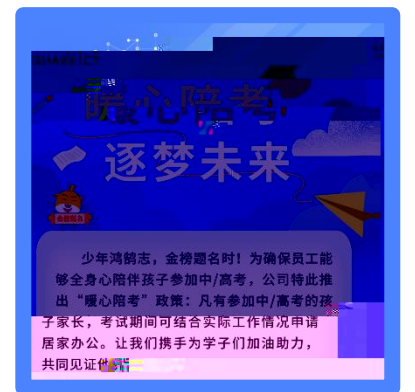 暖心陪考
逐梦未来
金榜题名
少年鸿鹄志，金榜题名时！为确保员工能
够全身心陪伴孩子参加中/高考，公司特此推
出“暖心陪考”政策：凡有参加中/高考的孩
子家长，考试期间可结合实际工作情况申请
居家办公。让我们携手为学子们加油助力，
共同见证他